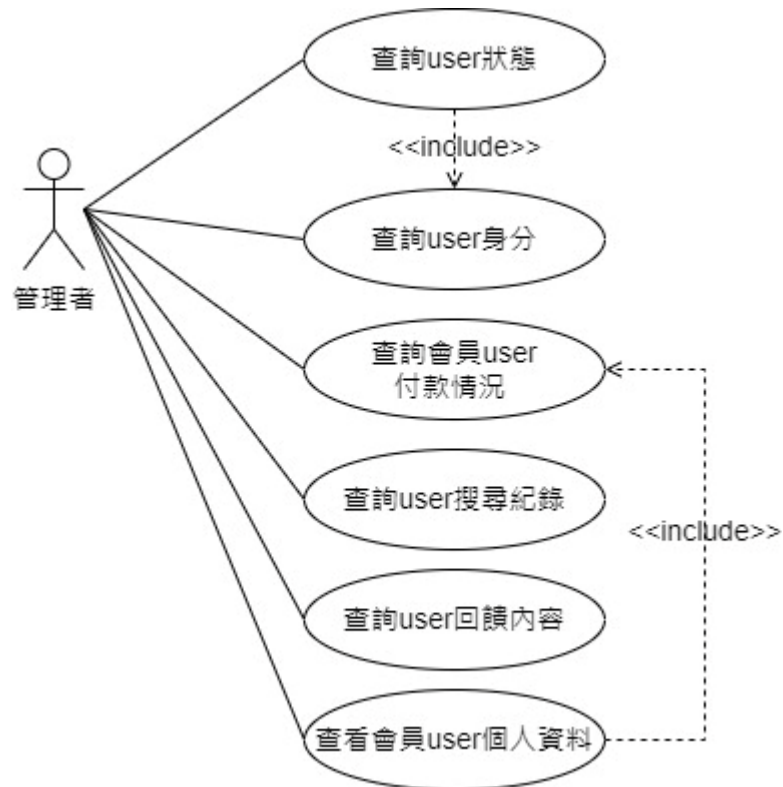 查詢user狀態
<<include>>
查詢user身分
管理者
查詢會員user
付款情況
查詢user搜尋紀錄
<<include>>
查詢user回饋內容
查看會員user個人資料